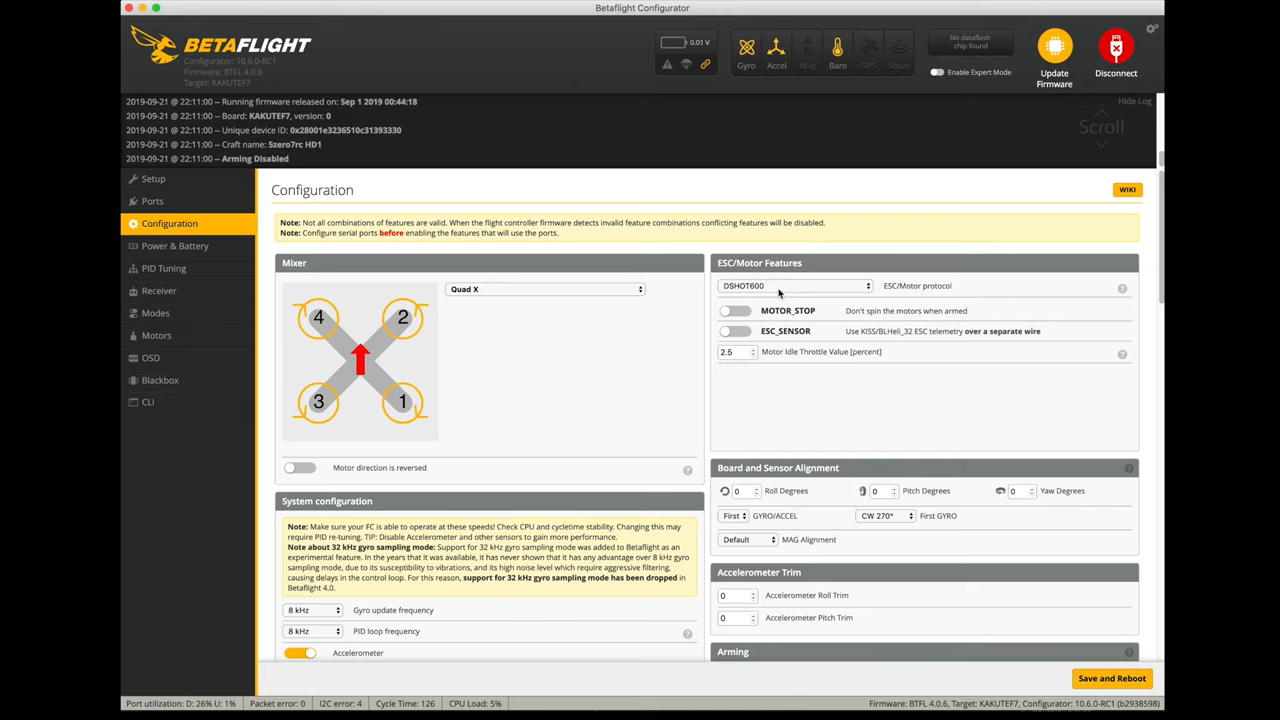 Betaflight Configurator
BETAFLIGHT
Configurator: 10.6.0-RC1
Firmware: BTFL 4.0.6
Target: KAKUTEF7
0.01 V
Gyro
Accel
Mag
Baro
GPS
Sonar
No dataflash
chip found
Enable Expert Mode
Update
Firmware
Disconnect
2019-09-21 @ 22:11:00 -- Running firmware released on: Sep 1 2019 00:44:18
2019-09-21 @ 22:11:00 -- Board: KAKUTEF7, version: 0
2019-09-21 @ 22:11:00 -- Unique device ID: 0x28001e3236510c31393330
2019-09-21 @ 22:11:00 -- Craft name: 5zero7rc HD1
2019-09-21 @ 22:11:00 -- Arming Disabled
Hide Log
Scroll
Setup
Ports
Configuration
Power & Battery
PID Tuning
Receiver
Modes
Motors
OSD
Blackbox
CLI
Configuration
WIKI
Note: Not all combinations of features are valid. When the flight controller firmware detects invalid feature combinations conflicting features will be disabled.
Note: Configure serial ports before enabling the features that will use the ports.
Mixer
Quad X
4
2
3
1
Motor direction is reversed
System configuration
Note: Make sure your FC is able to operate at these speeds! Check CPU and cycletime stability. Changing this may
require PID re-tuning. TIP: Disable Accelerometer and other sensors to gain more performance.
Note about 32 kHz gyro sampling mode: Support for 32 kHz gyro sampling mode was added to Betaflight as an
experimental feature. In the years that it was available, it has never shown that it has any advantage over 8 kHz gyro
sampling mode, due to its susceptibility to vibrations, and its high noise level which require aggressive filtering,
causing delays in the control loop. For this reason, support for 32 kHz gyro sampling mode has been dropped in
Betaflight 4.0.
8 kHz Gyro update frequency
8 kHz PID loop frequency
Accelerometer
ESC/Motor Features
DSHOT600 ESC/Motor protocol
MOTOR_STOP Don't spin the motors when armed
ESC_SENSOR Use KISS/BLHeli_32 ESC telemetry over a separate wire
2.5 Motor Idle Throttle Value [percent]
Board and Sensor Alignment
0 Roll Degrees 0 Pitch Degrees 0 Yaw Degrees
First GYRO/ACCEL CW 270° First GYRO
Default MAG Alignment
Accelerometer Trim
0 Accelerometer Roll Trim
0 Accelerometer Pitch Trim
Arming
Save and Reboot
Port utilization: D: 26% U: 1% Packet error: 0 I2C error: 4 Cycle Time: 126 CPU Load: 5% Firmware: BTFL 4.0.6, Target: KAKUTEF7, Configurator: 10.6.0-RC1 (b2938598)